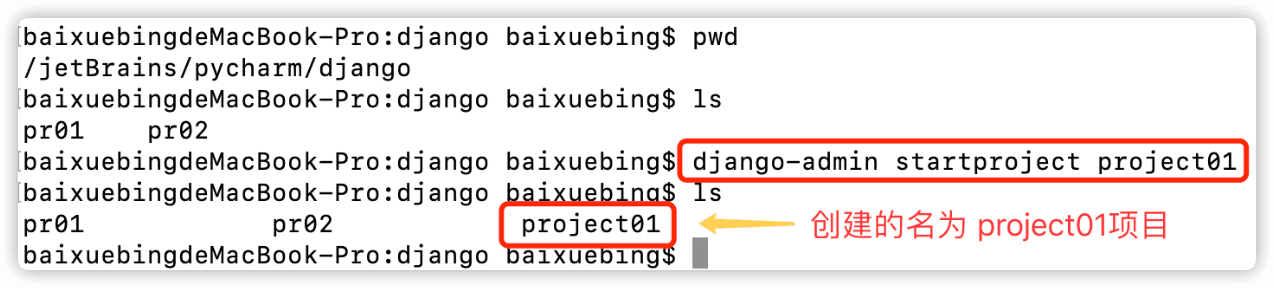 baixuebingdeMacBook-Pro:django baixuebing$ pwd
/jetBrains/pycharm/django
baixuebingdeMacBook-Pro:django baixuebing$ ls
pr01 pr02
baixuebingdeMacBook-Pro:django baixuebing$ django-admin startproject project01
baixuebingdeMacBook-Pro:django baixuebing$ ls
pr01 pr02 project01 创建的名为 project01项目
baixuebingdeMacBook-Pro:django baixuebing$